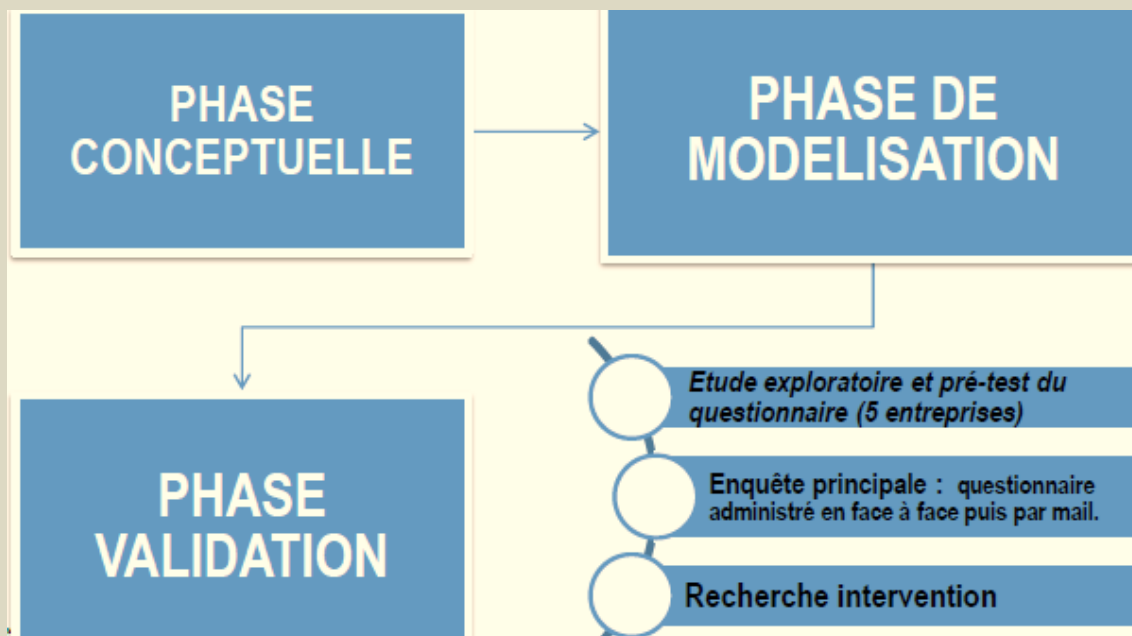 PHASE
CONCEPTUELLE
PHASE DE
MODELISATION
PHASE
VALIDATION
Etude exploratoire et pré-test du
questionnaire (5 entreprises)
Enquête principale : questionnaire
administré en face à face puis par mail.
Recherche intervention